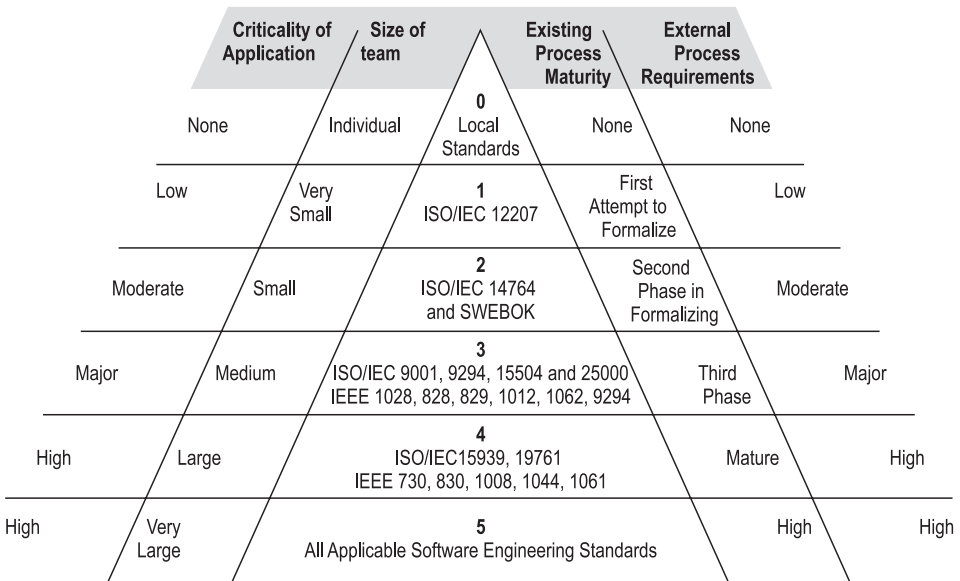 Criticality of Application
Size of team
Existing Process Maturity
External Process Requirements
None
Individual
0
Local
Standards
None
None
Low
Very
Small
1
ISO/IEC 12207
First
Attempt to
Formalize
Low
Moderate
Small
2
ISO/IEC 14764
and SWEBOK
Second
Phase in
Formalizing
Moderate
Major
Medium
3
ISO/IEC 9001, 9294, 15504 and 25000
IEEE 1028, 828, 829, 1012, 1062, 9294
Third
Phase
Major
High
Large
4
ISO/IEC15939, 19761
IEEE 730, 830, 1008, 1044, 1061
Mature
High
High
Very
Large
5
All Applicable Software Engineering Standards
High
High